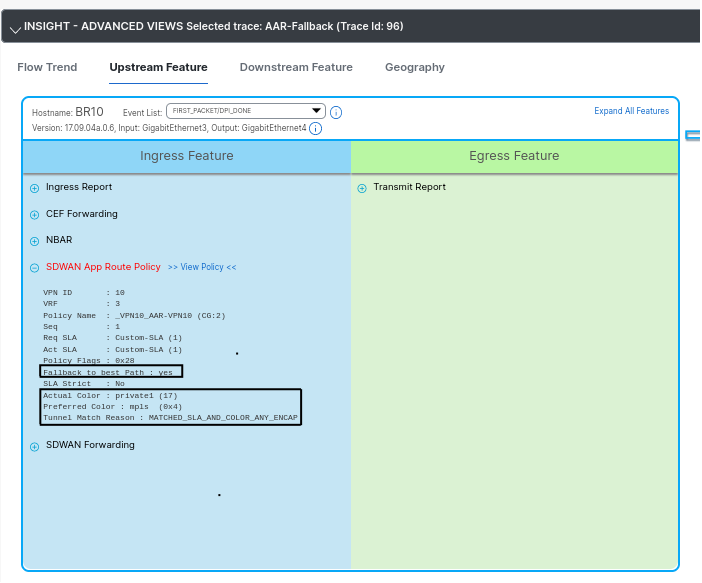 INSIGHT - ADVANCED VIEWS Selected trace: AAR-Fallback (Trace Id: 96)
Flow Trend Upstream Feature Downstream Feature Geography
Hostname: BR10 Event List: FIRST_PACKET/DPI_DONE Expand All Features
Version: 17.09.04a.0.6, Input: GigabitEthernet3, Output: GigabitEthernet4
Ingress Feature Egress Feature
Ingress Report Transmit Report
CEF Forwarding
NBAR
SDWAN App Route Policy >> View Policy <<
VPN ID : 10
VRF : 3
Policy Name : _VPN10_AAR-VPN10 (CG:2)
Seq : 1
Req SLA : Custom-SLA (1)
Act SLA : Custom-SLA (1)
Policy Flags : 0x28
Fallback to best Path : yes
SLA Strict : No
Actual Color : private1 (17)
Preferred Color : mpls (0x4)
Tunnel Match Reason : MATCHED_SLA_AND_COLOR_ANY_ENCAP
SDWAN Forwarding